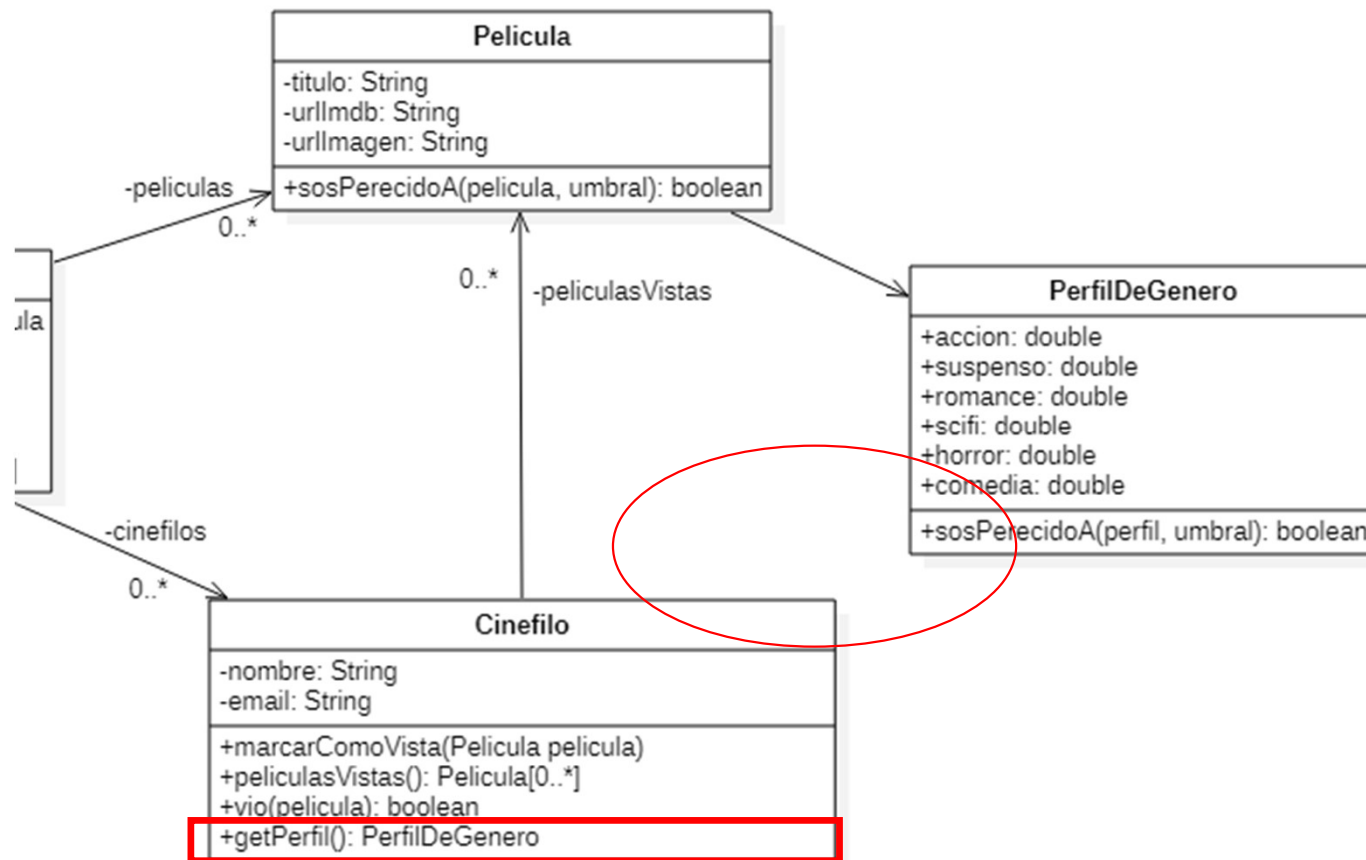 Pelicula
-titulo: String
-urlImdb: String
-urlImagen: String
+sosPerecidoA(pelicula, umbral): boolean
-peliculas
0..*
0..*
-peliculasVistas
PerfilDeGenero
+accion: double
+suspenso: double
+romance: double
+scifi: double
+horror: double
+comedia: double
+sosPerecidoA(perfil, umbral): boolean
-cinefilos
0..*
Cinefilo
-nombre: String
-email: String
+marcarComoVista(Pelicula pelicula)
+peliculasVistas(): Pelicula[0..*]
+vio(pelicula): boolean
+getPerfil(): PerfilDeGenero